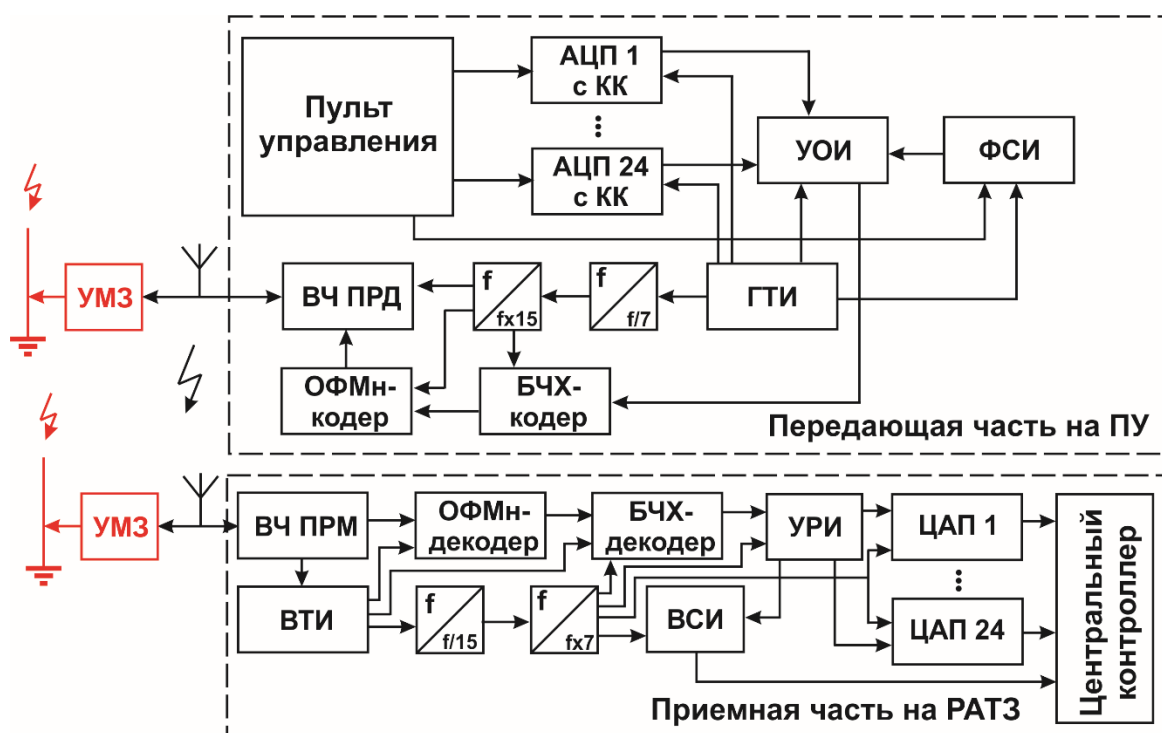 Пульт
управления
АЦП 1
с КК
АЦП 24
с КК
УОИ
ФСИ
УМЗ
ВЧ ПРД
f
fx15
f
f/7
ГТИ
ОФМн-
кодер
БЧХ-
кодер
Передающая часть на ПУ
УМЗ
ВЧ ПРМ
ОФМн-
декодер
БЧХ-
декодер
УРИ
ЦАП 1
ВТИ
f
f/15
f
fx7
ВСИ
ЦАП 24
Центральный
контроллер
Приемная часть на РАТЗ